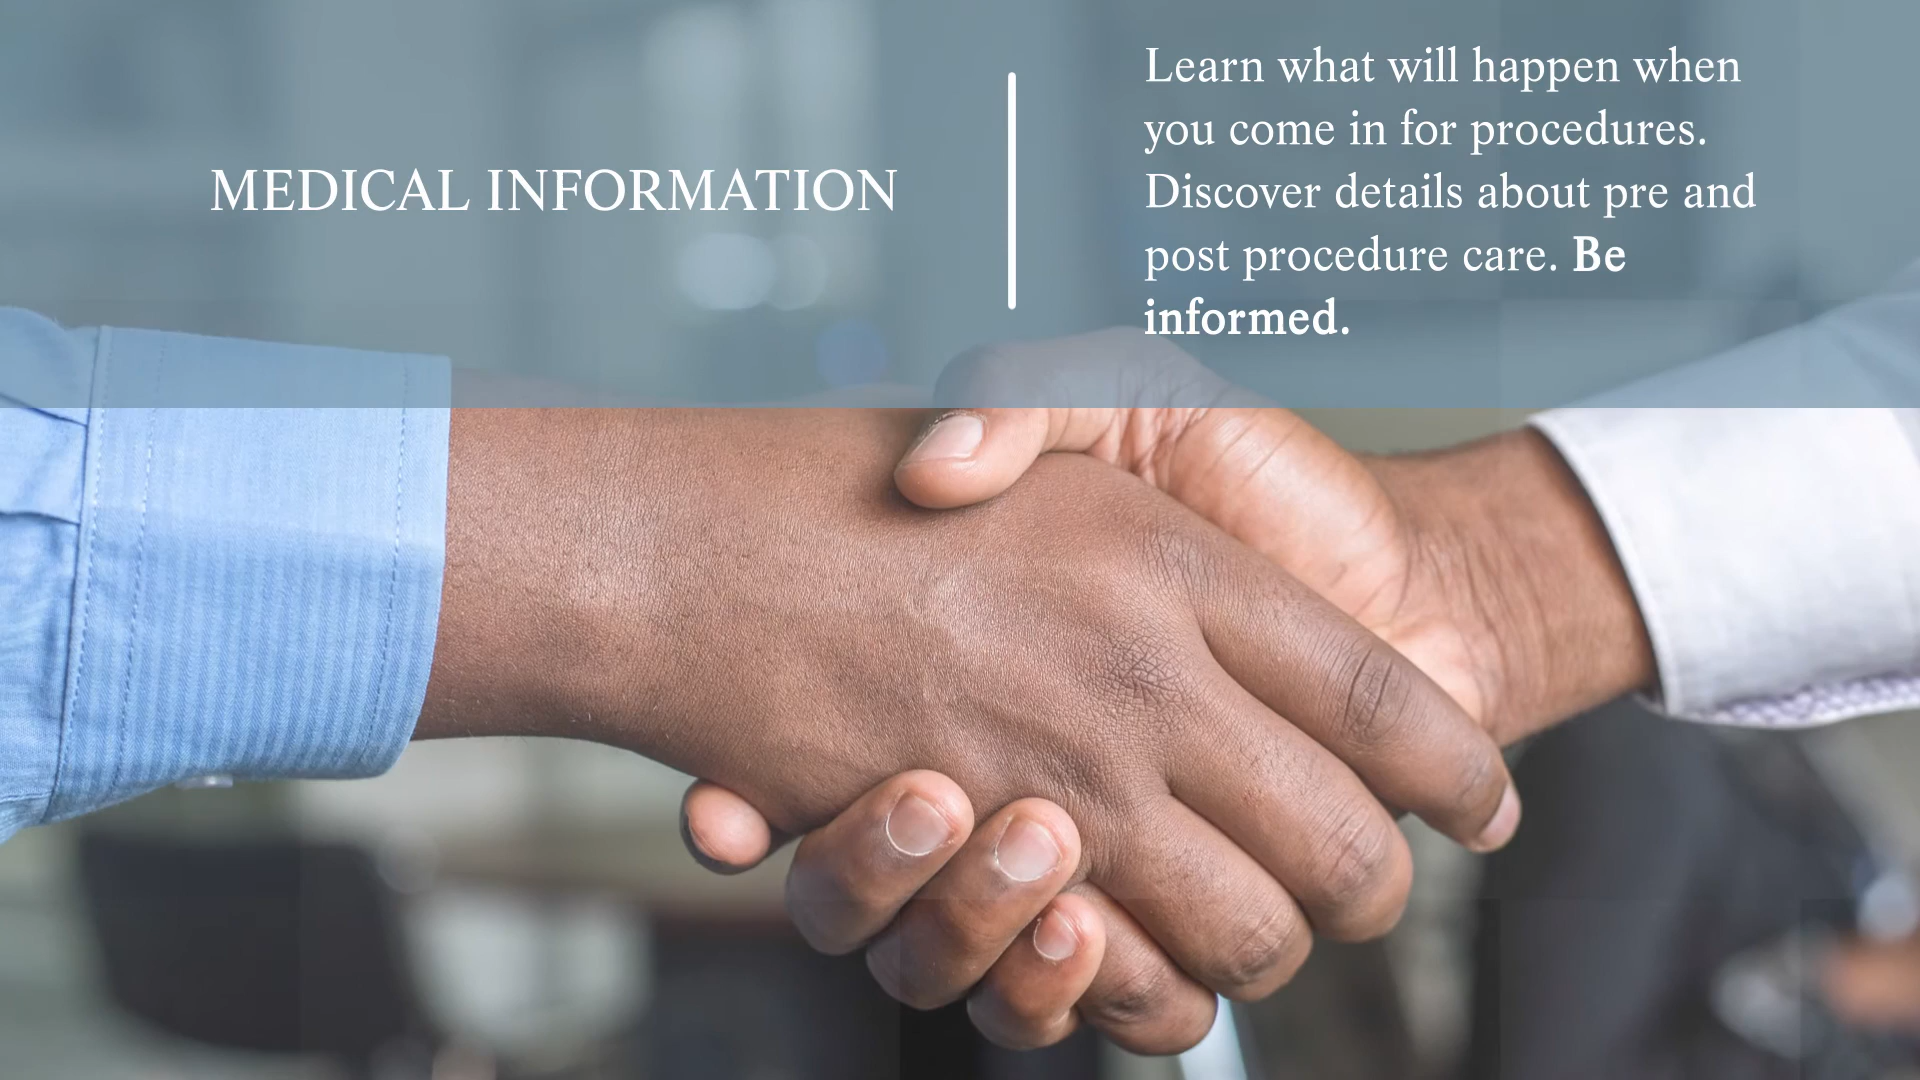 MEDICAL INFORMATION
Learn what will happen when
you come in for procedures.
Discover details about pre and
post procedure care. Be
informed.